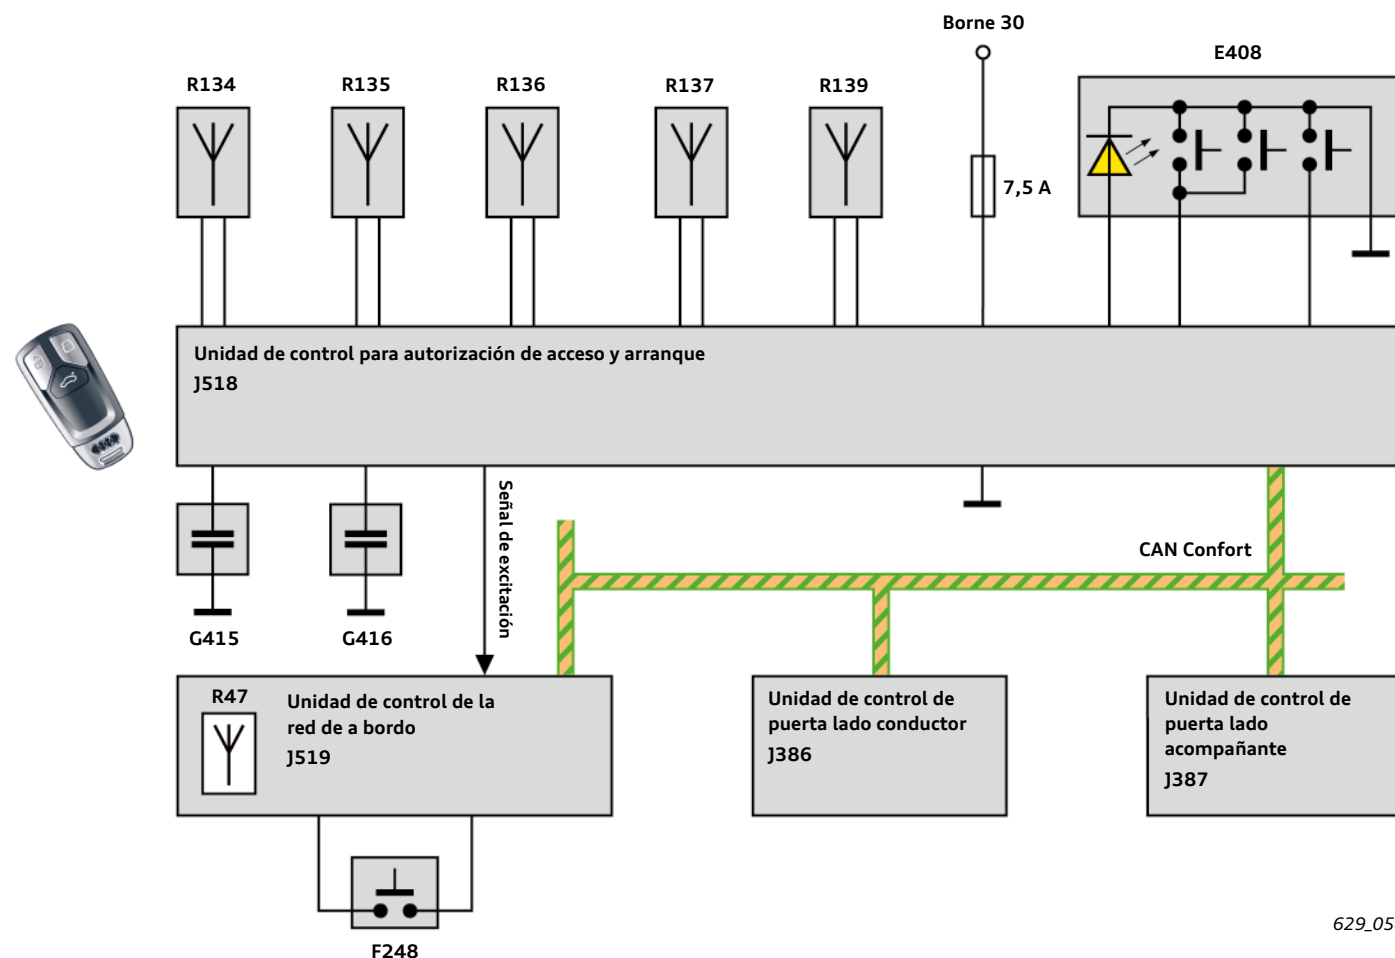 Borne 30
E408
R134
R135
R136
R137
R139
7,5 A
Unidad de control para autorización de acceso y arranque
J518
Señal de excitación
CAN Confort
G415
G416
R47
Unidad de control de la
red de a bordo
J519
Unidad de control de
puerta lado conductor
J386
Unidad de control de
puerta lado
acompañante
J387
F248
629_05